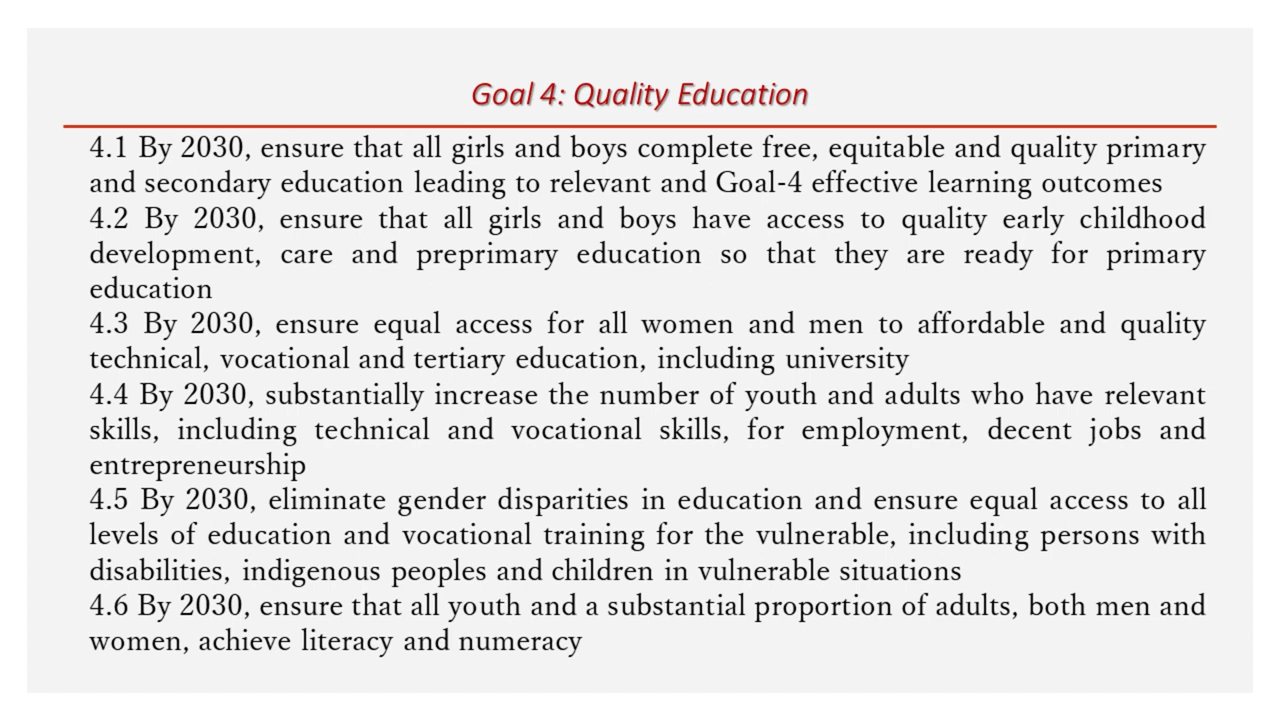 Goal 4: Quality Education
4.1 By 2030, ensure that all girls and boys complete free, equitable and quality primary
and secondary education leading to relevant and Goal-4 effective learning outcomes
4.2 By 2030, ensure that all girls and boys have access to quality early childhood
development, care and preprimary education so that they are ready for primary
education
4.3 By 2030, ensure equal access for all women and men to affordable and quality
technical, vocational and tertiary education, including university
4.4 By 2030, substantially increase the number of youth and adults who have relevant
skills, including technical and vocational skills, for employment, decent jobs and
entrepreneurship
4.5 By 2030, eliminate gender disparities in education and ensure equal access to all
levels of education and vocational training for the vulnerable, including persons with
disabilities, indigenous peoples and children in vulnerable situations
4.6 By 2030, ensure that all youth and a substantial proportion of adults, both men and
women, achieve literacy and numeracy